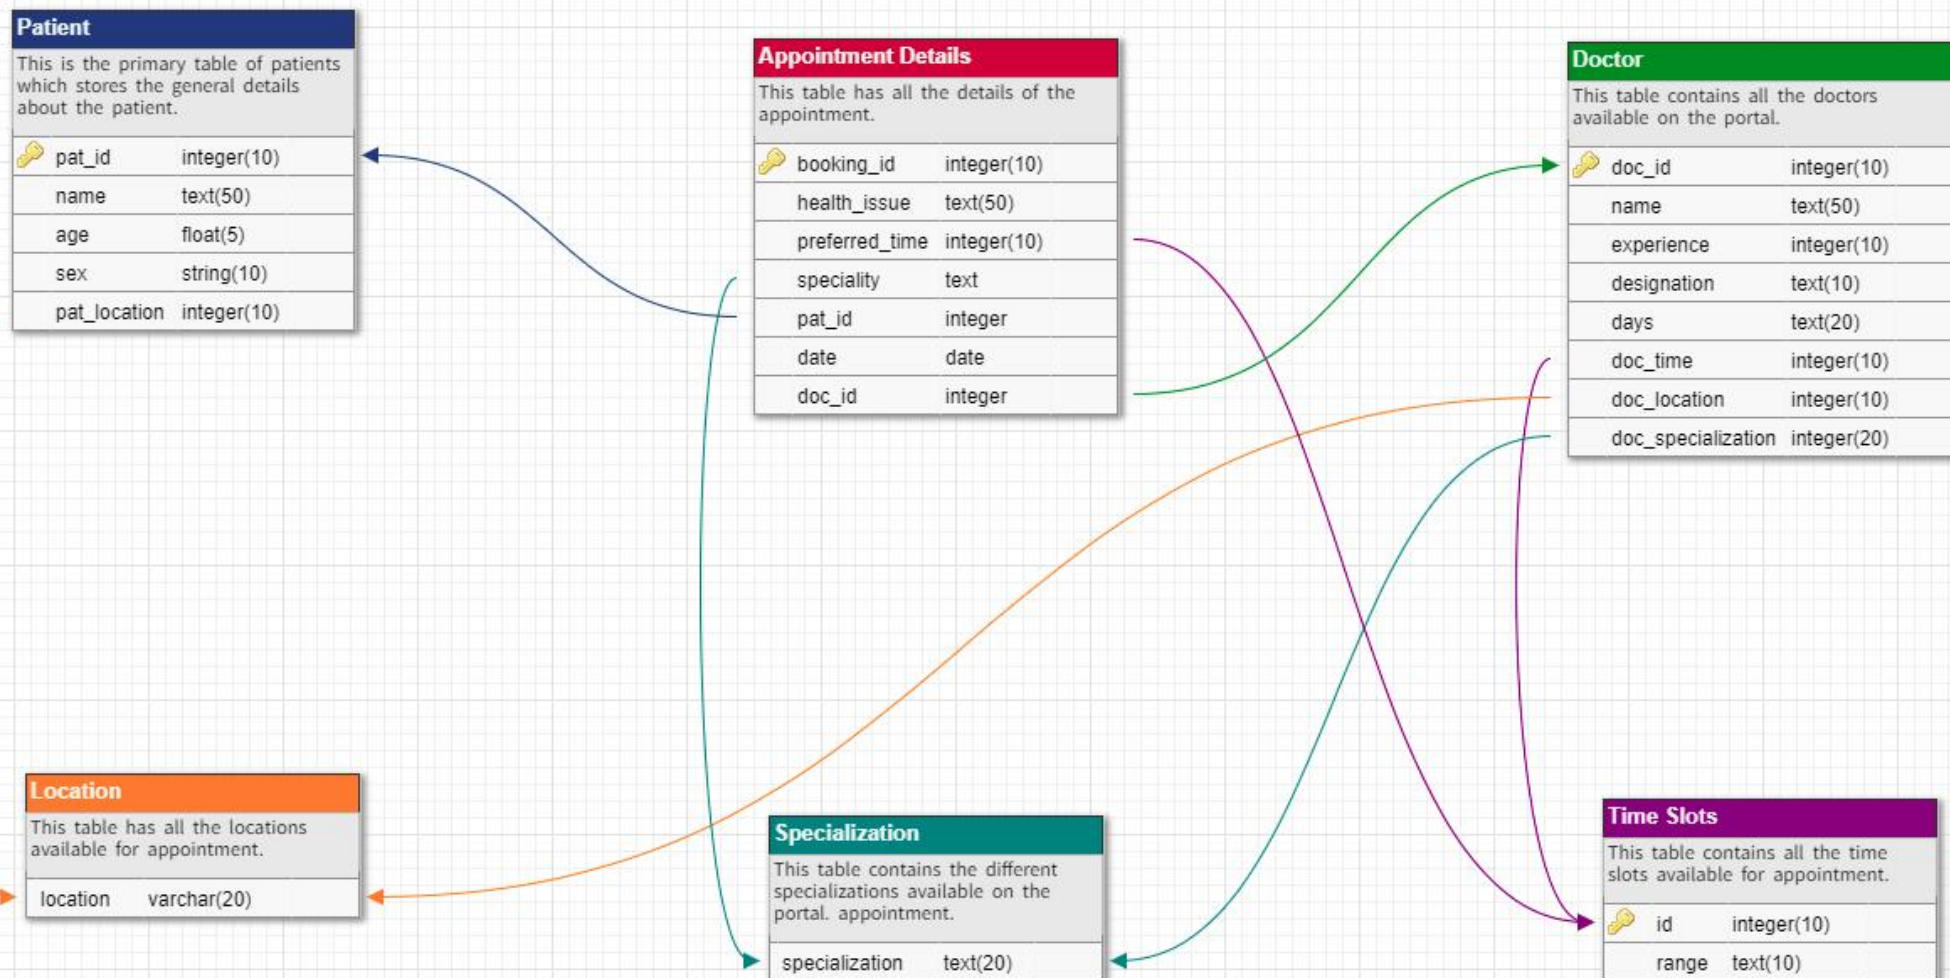 Patient
This is the primary table of patients
which stores the general details
about the patient.
pat_id integer(10)
name text(50)
age float(5)
sex string(10)
pat_location integer(10)
Appointment Details
This table has all the details of the
appointment.
booking_id integer(10)
health_issue text(50)
preferred_time integer(10)
speciality text
pat_id integer
date date
doc_id integer
Doctor
This table contains all the doctors
available on the portal.
doc_id integer(10)
name text(50)
experience integer(10)
designation text(10)
days text(20)
doc_time integer(10)
doc_location integer(10)
doc_specialization integer(20)
Location
This table has all the locations
available for appointment.
location varchar(20)
Specialization
This table contains the different
specializations available on the
portal. appointment.
specialization text(20)
Time Slots
This table contains all the time
slots available for appointment.
id integer(10)
range text(10)